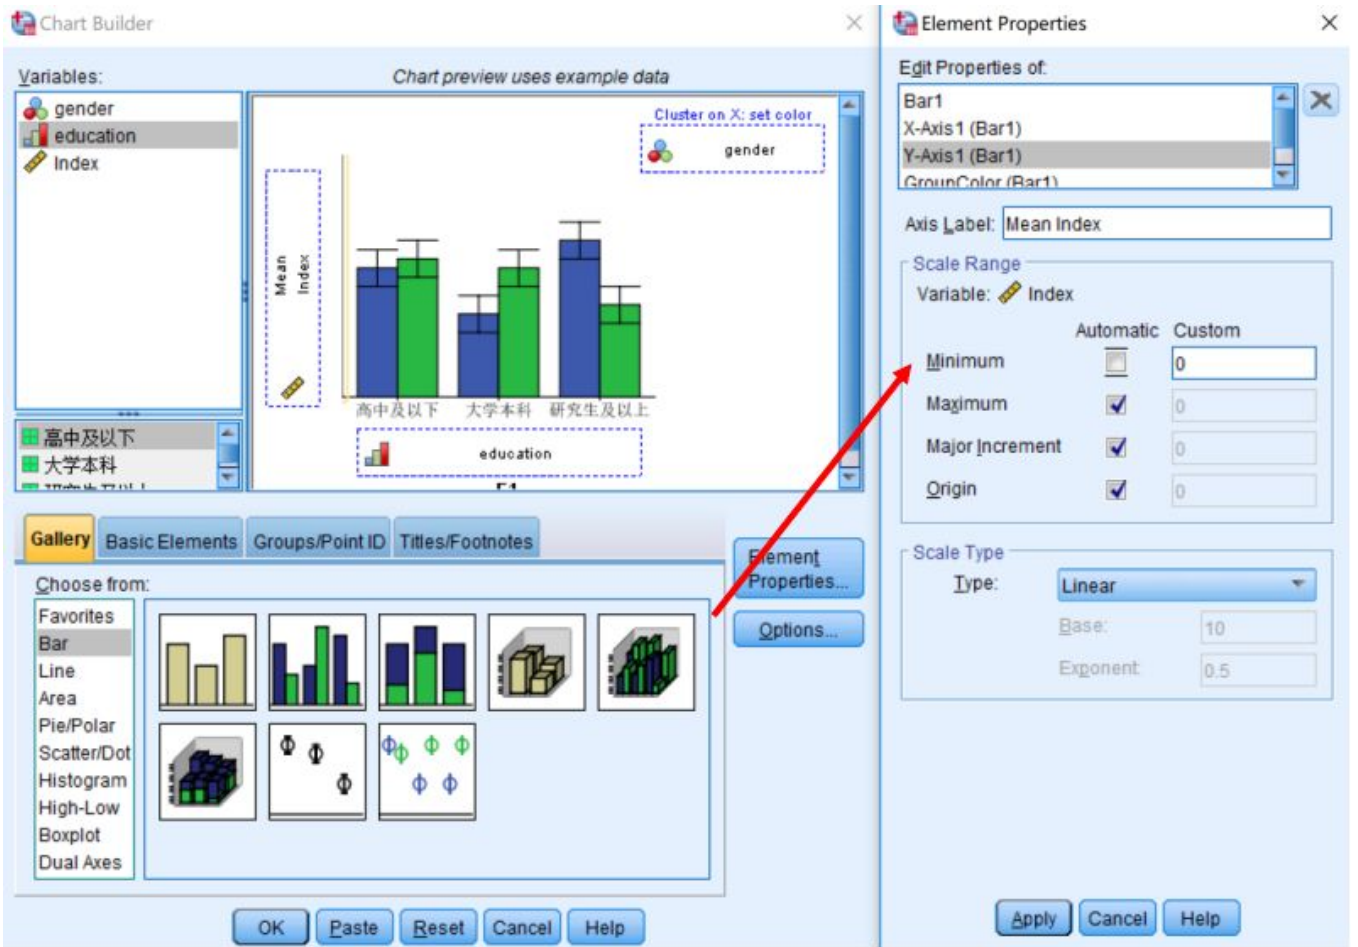 Chart Builder
Variables:
Chart preview uses example data
gender
education
Index
Cluster on X: set color
gender
Mean
Index
高中及以下 大学本科 研究生及以上
education
高中及以下
大学本科
Gallery Basic Elements Groups/Point ID Titles/Footnotes
Choose from:
Favorites
Bar
Line
Area
Pie/Polar
Scatter/Dot
Histogram
High-Low
Boxplot
Dual Axes
Element
Properties...
Options...
OK Paste Reset Cancel Help
Element Properties
Edit Properties of:
Bar1
X-Axis1 (Bar1)
Y-Axis1 (Bar1)
GroupColor (Bar1)
Axis Label: Mean Index
Scale Range
Variable: Index
Automatic Custom
Minimum 0
Maximum 0
Major Increment 0
Origin 0
Scale Type
Type: Linear
Base: 10
Exponent: 0.5
Apply Cancel Help